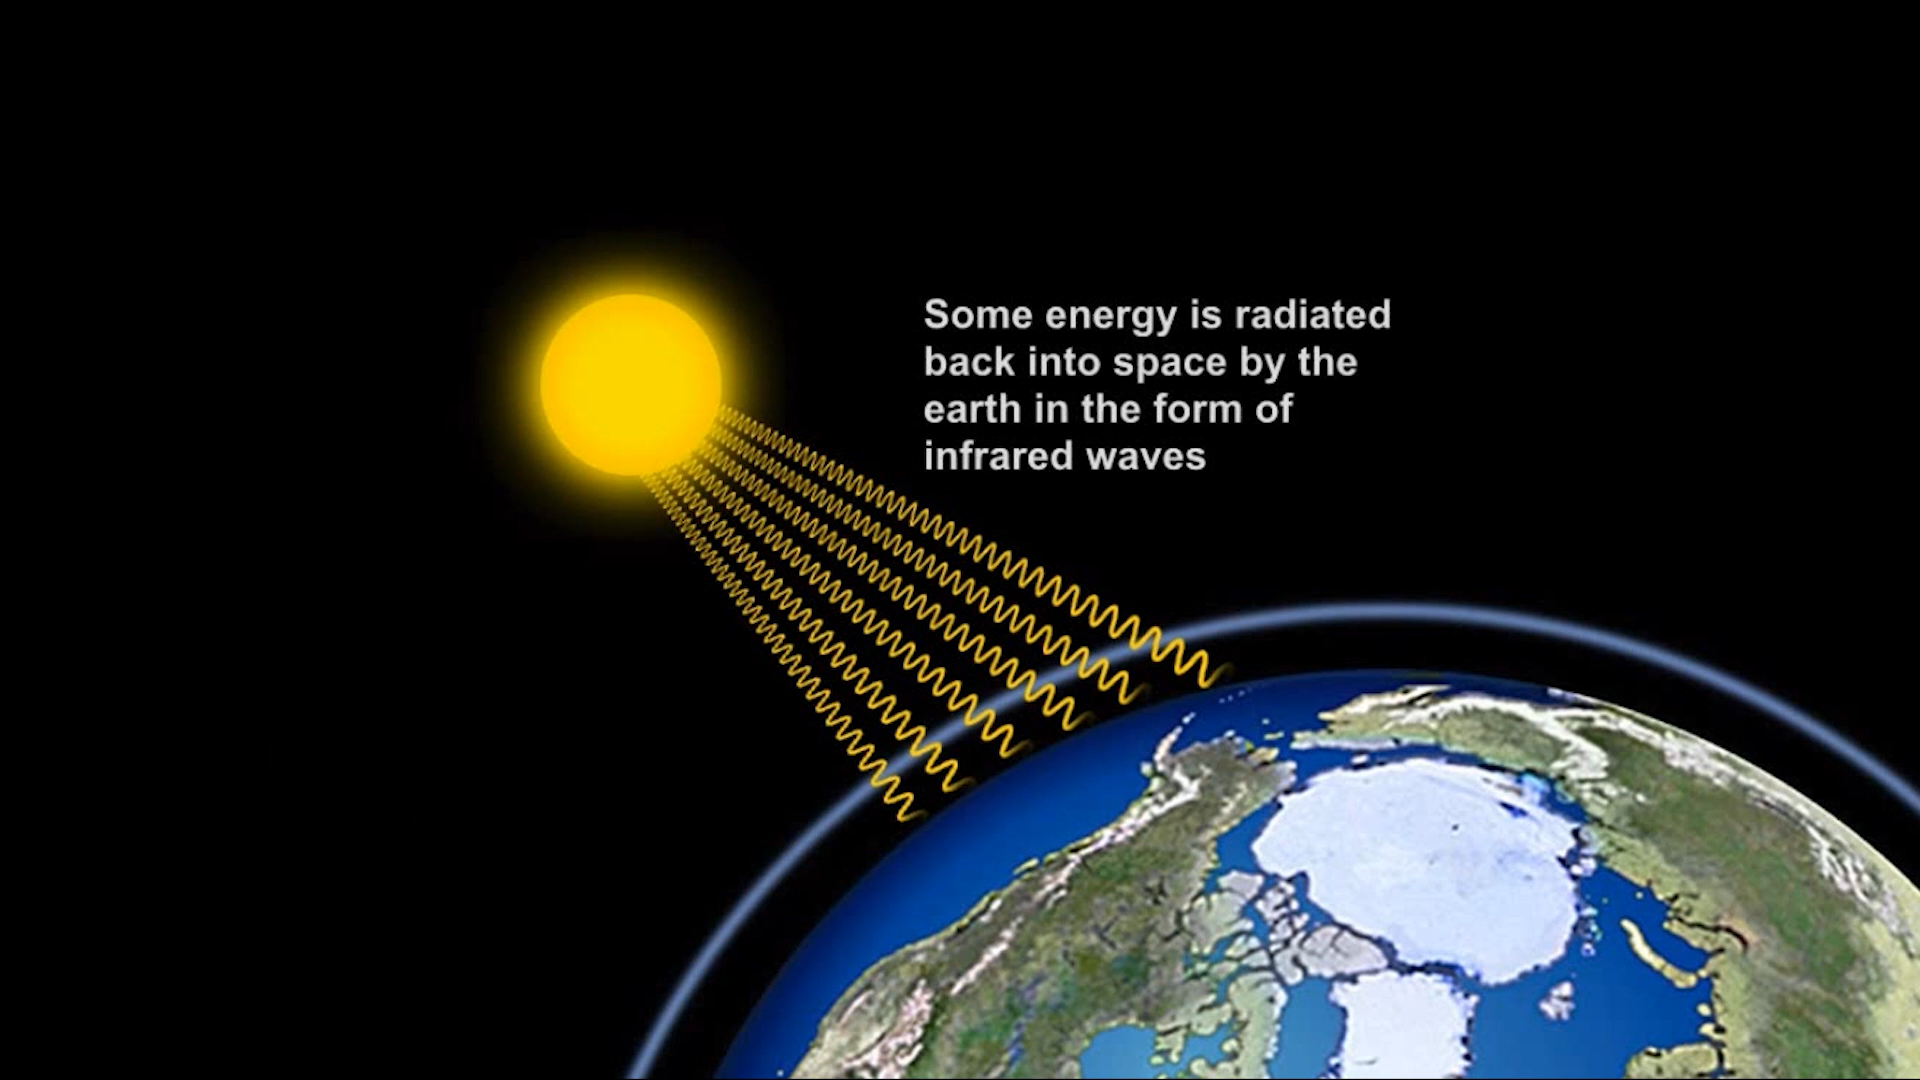 Some energy is radiated
back into space by the
earth in the form of
infrared waves